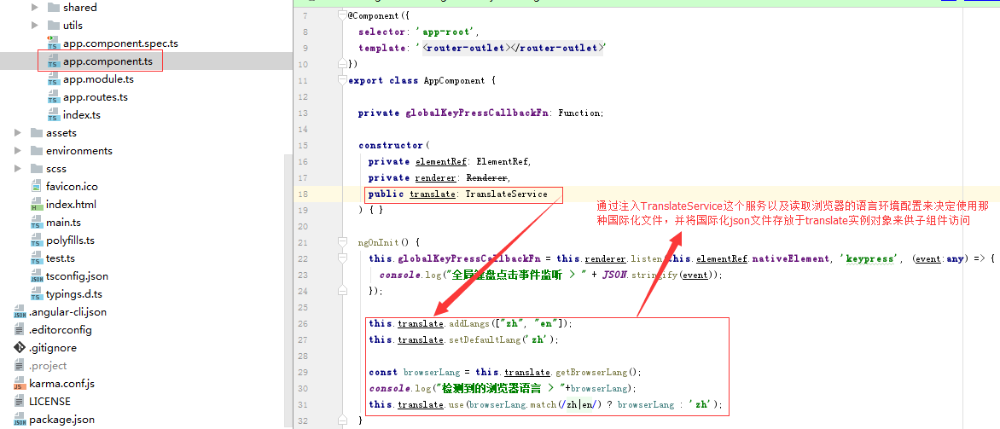 shared
utils
app.component.spec.ts
app.component.ts
app.module.ts
app.routes.ts
index.ts
assets
environments
scss
favicon.ico
index.html
main.ts
polyfills.ts
test.ts
tsconfig.json
typings.d.ts
.angular-cli.json
.editorconfig
.gitignore
.project
karma.conf.js
LICENSE
package.json
7 @Component({
8 selector: 'app-root',
9 template: '<router-outlet></router-outlet>'
10 })
11 export class AppComponent {
12
13 private globalKeyPressCallbackFn: Function;
14
15 constructor(
16 private elementRef: ElementRef,
17 private renderer: Renderer,
18 public translate: TranslateService
19 ) { }
20
21 ngOnInit() {
22 this.globalKeyPressCallbackFn = this.renderer.listen(this.elementRef.nativeElement, 'keypress', (event:any) => {
23 console.log("全局键盘点击事件监听 > " + JSON.stringify(event));
24 });
25
26 this.translate.addLangs(["zh", "en"]);
27 this.translate.setDefaultLang('zh');
28
29 const browserLang = this.translate.getBrowserLang();
30 console.log("检测到的浏览器语言 > "+browserLang);
31 this.translate.use(browserLang.match(/zh|en/) ? browserLang : 'zh');
32 }
通过注入TranslateService这个服务以及读取浏览器的语言环境配置来决定使用那
种国际化文件，并将国际化json文件存放于translate实例对象来供子组件访问